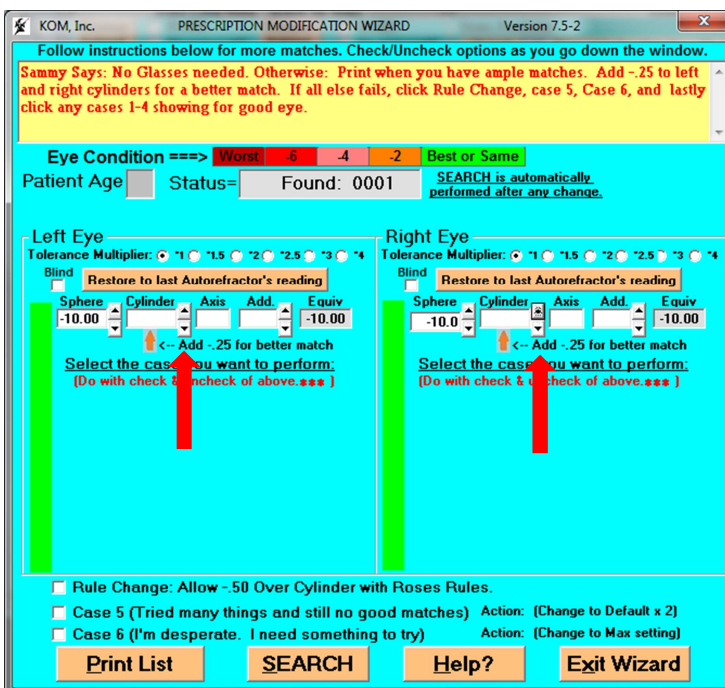 KOM, Inc. PRESCRIPTION MODIFICATION WIZARD Version 7.5-2
Follow instructions below for more matches. Check/Uncheck options as you go down the window.
Sammy Says: No Glasses needed. Otherwise: Print when you have ample matches. Add -.25 to left
and right cylinders for a better match. If all else fails, click Rule Change, case 5, Case 6, and lastly
click any cases 1-4 showing for good eye.
Eye Condition ===> Worst -6 -4 -2 Best or Same
Patient Age Status= Found: 0001 SEARCH is automatically
performed after any change.
Left Eye
Tolerance Multiplier: *1 *1.5 *2 *2.5 *3 *4
Blind
Restore to last Autorefractor's reading
Sphere Cylinder Axis Add. Equiv
-10.00 -10.00
<-- Add -.25 for better match
Select the case you want to perform:
(Do with check & uncheck of above.*** )
Right Eye
Tolerance Multiplier: *1 *1.5 *2 *2.5 *3 *4
Blind
Restore to last Autorefractor's reading
Sphere Cylinder Axis Add. Equiv
-10.0 -10.00
<-- Add -.25 for better match
Select the case you want to perform:
(Do with check & uncheck of above.*** )
Rule Change: Allow -.50 Over Cylinder with Roses Rules.
Case 5 (Tried many things and still no good matches) Action: (Change to Default x 2)
Case 6 (I'm desperate. I need something to try) Action: (Change to Max setting)
Print List SEARCH Help? Exit Wizard